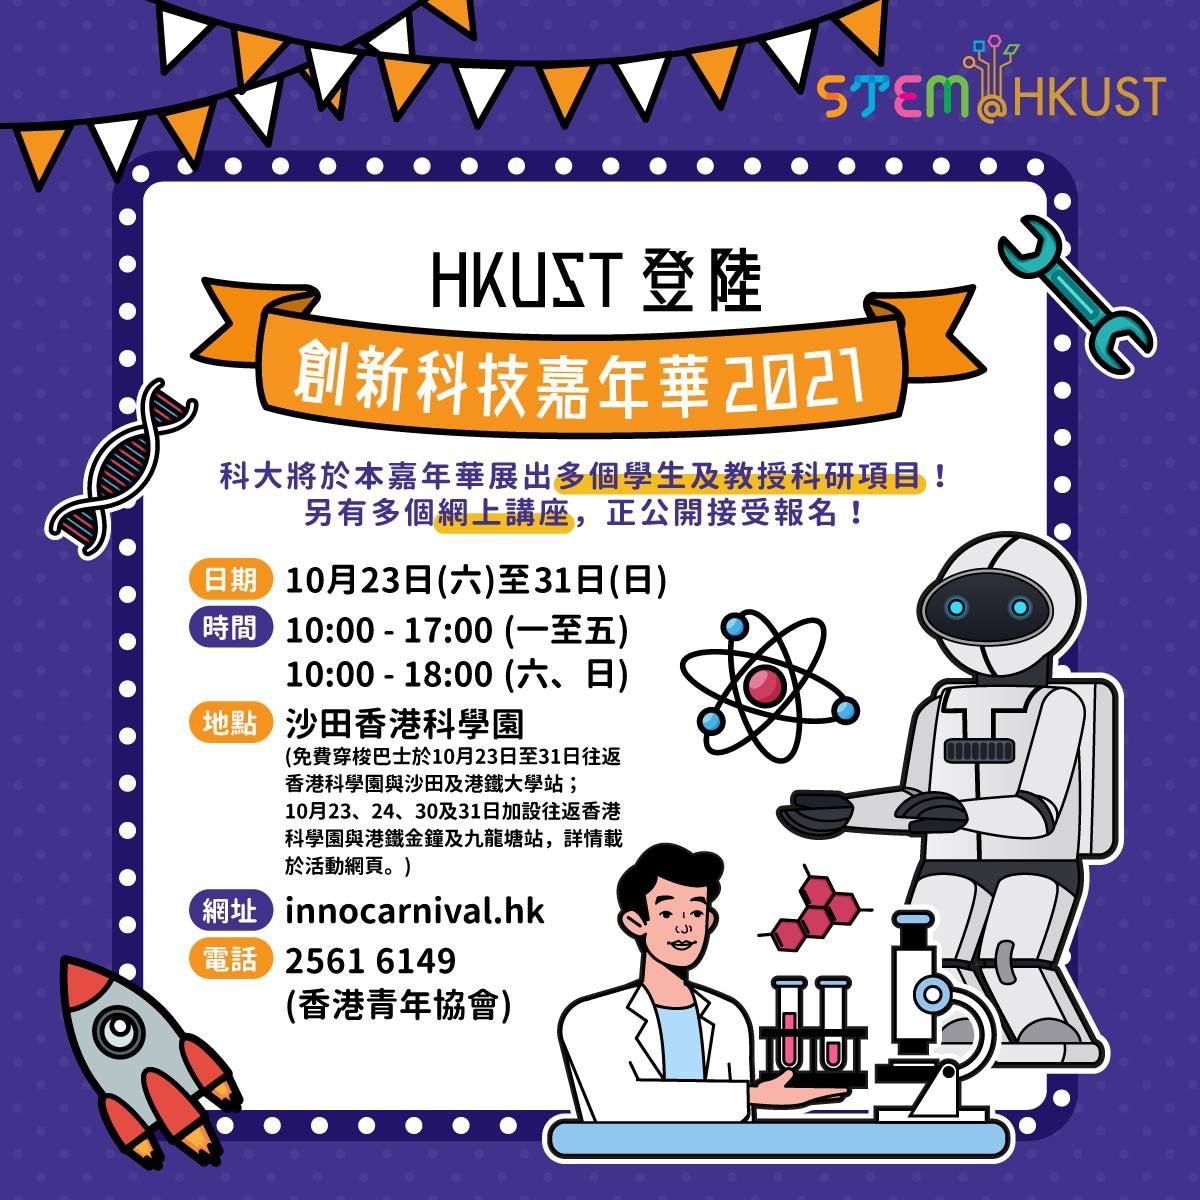 STEM@HKUST
HKUST 登陸
創新科技嘉年華2021
科大將於本嘉年華展出多個學生及教授科研項目！
另有多個網上講座，正公開接受報名！
日期 10月23日(六)至31日(日)
時間 10:00 - 17:00 (一至五)
10:00 - 18:00 (六、日)
地點 沙田香港科學園
(免費穿梭巴士於10月23日至31日往返
香港科學園與沙田及港鐵大學站；
10月23、24、30及31日加設往返香港
科學園與港鐵金鐘及九龍塘站，詳情載
於活動網頁。)
網址 innocarnival.hk
電話 2561 6149
(香港青年協會)